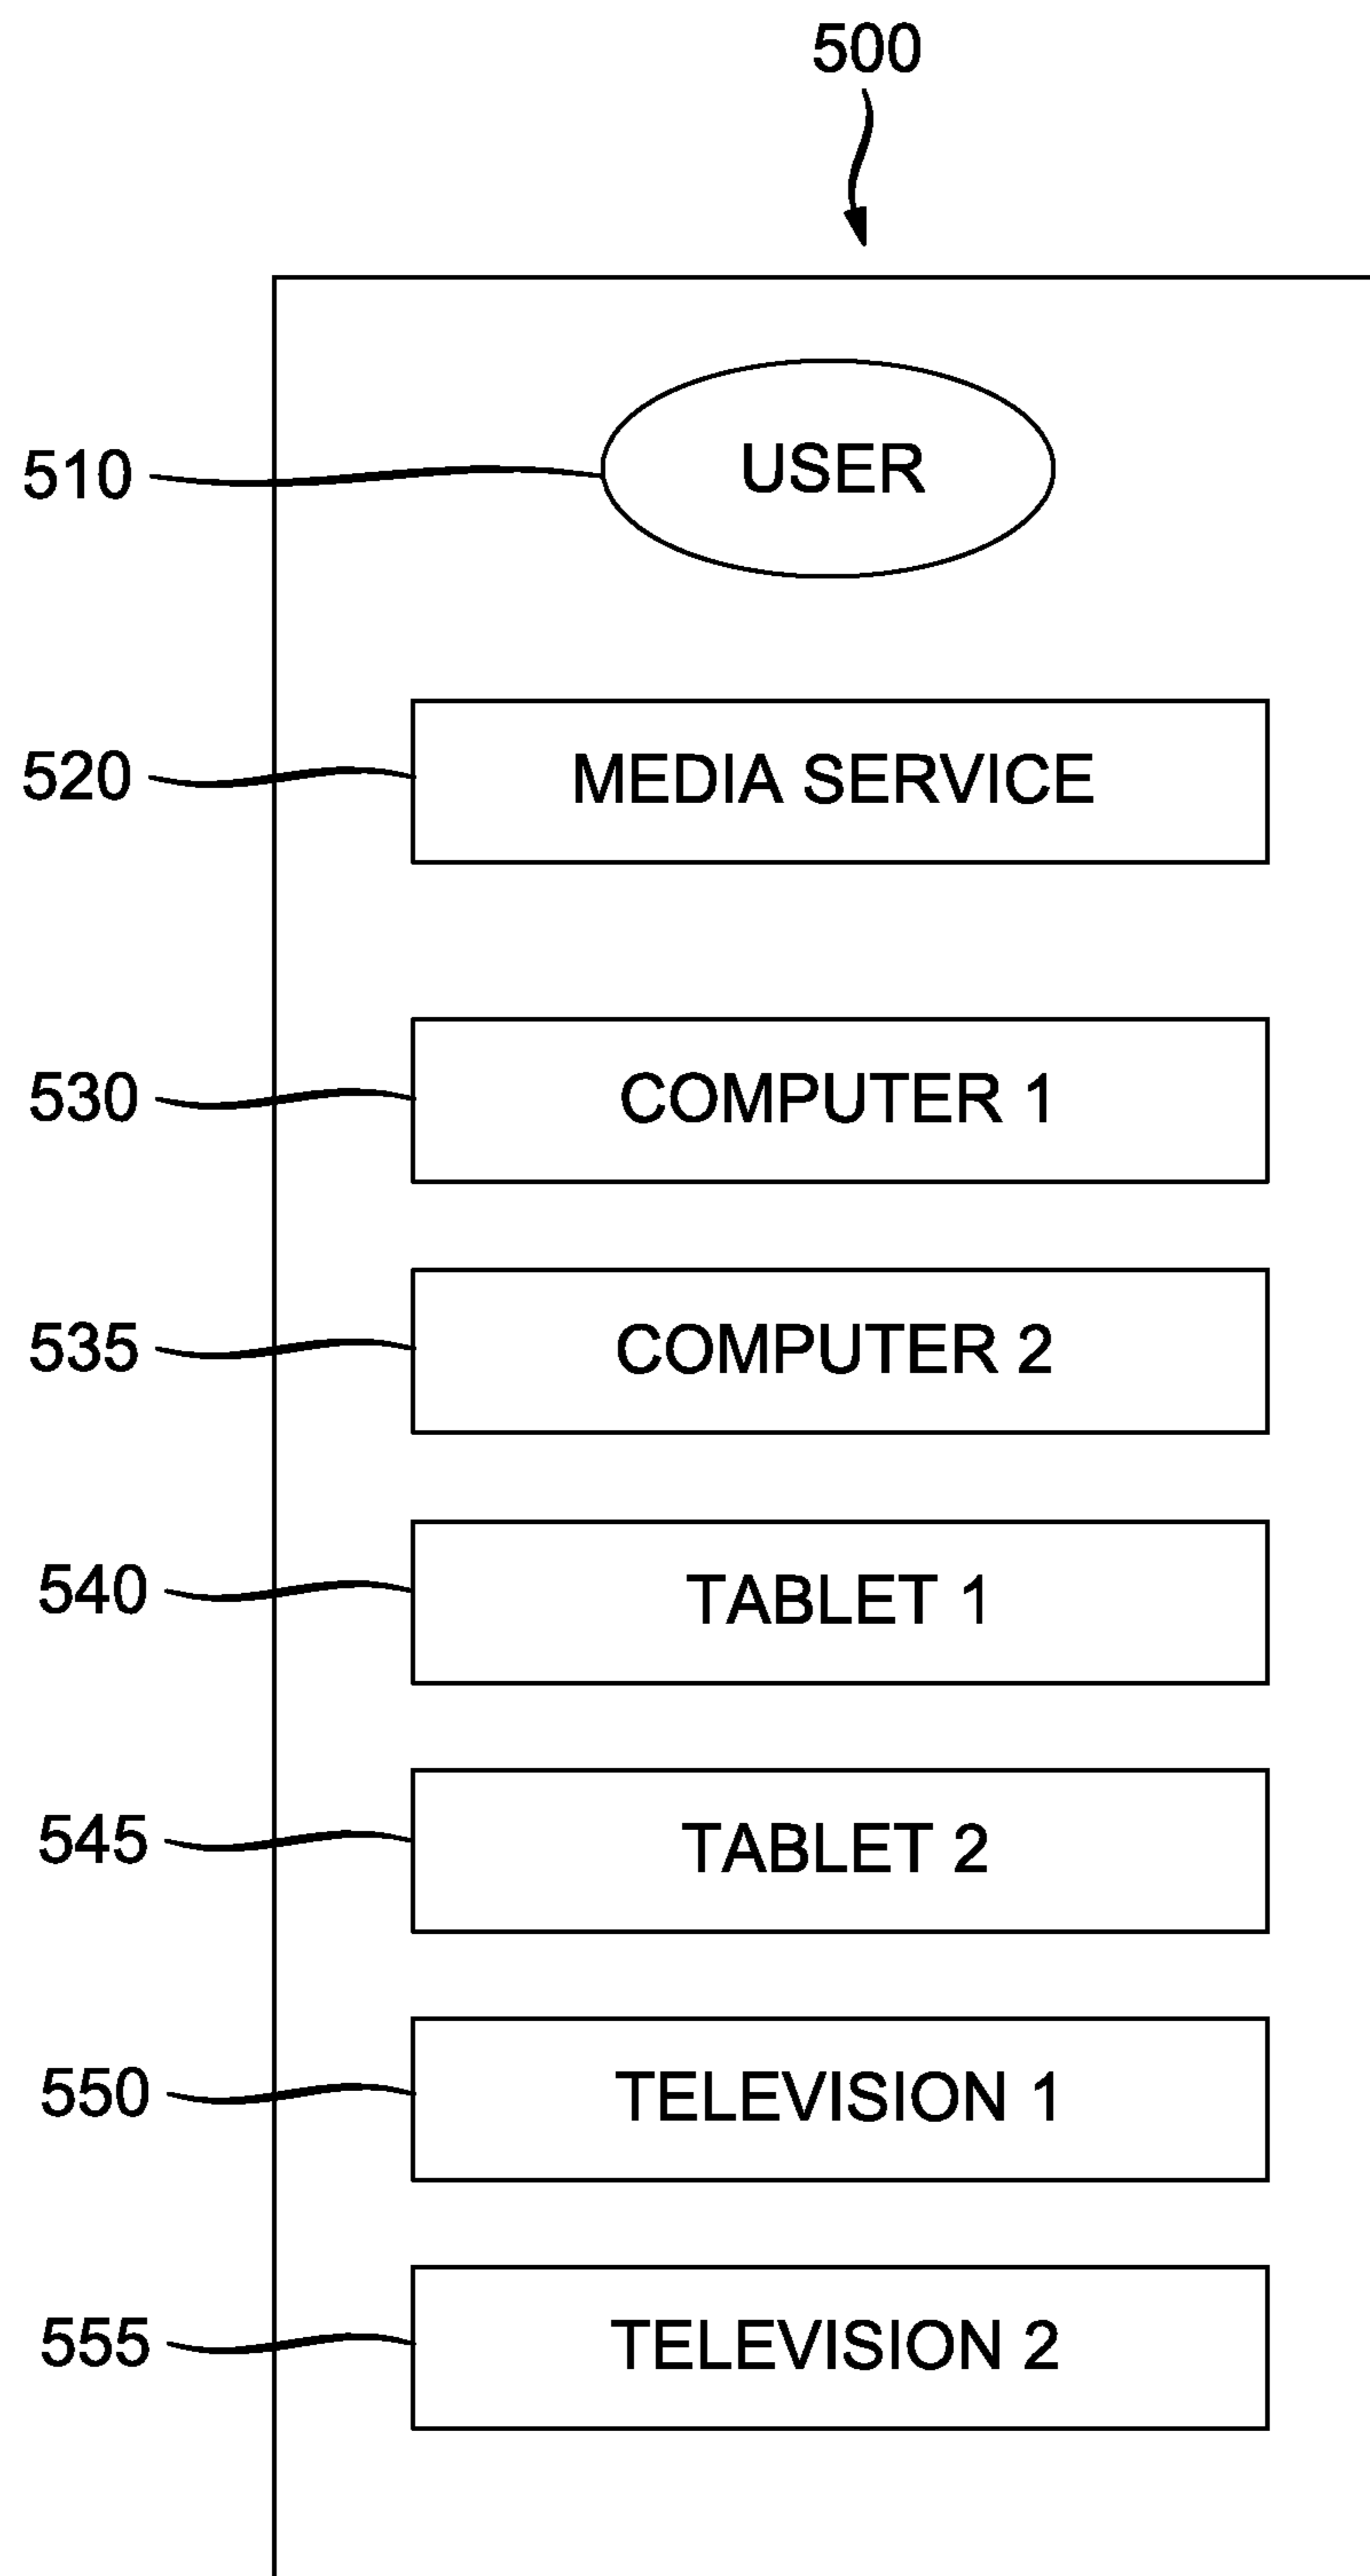 500
510 USER
520 MEDIA SERVICE
530 COMPUTER 1
535 COMPUTER 2
540 TABLET 1
545 TABLET 2
550 TELEVISION 1
555 TELEVISION 2